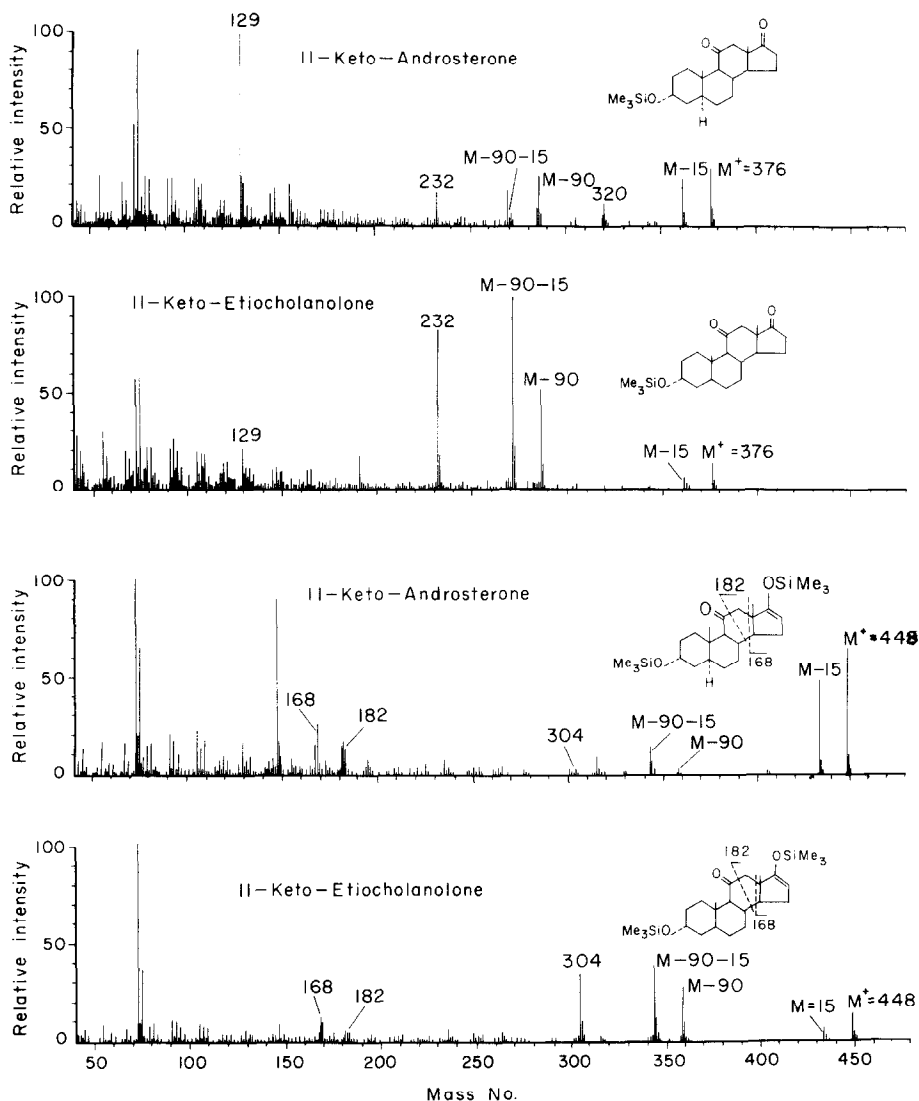 100
50
0
Relative intensity
129
11-Keto-Androsterone
O
O
Me3SiO
H
M-90-15
M-90
232
320
M-15
M+=376
100
50
0
Relative intensity
11-Keto-Etiocholanolone
M-90-15
232
M-90
129
O
O
Me3SiO
M-15
M+=376
100
50
0
Relative intensity
11-Keto-Androsterone
182
OSiMe3
O
Me3SiO
H
168
168
182
304
M-90-15
M-90
M-15
M+=448
100
50
0
Relative intensity
11-Keto-Etiocholanolone
182
OSiMe3
O
Me3SiO
168
168
182
304
M-90-15
M-90
M=15
M+=448
50 100 150 200 250 300 350 400 450
Mass No.